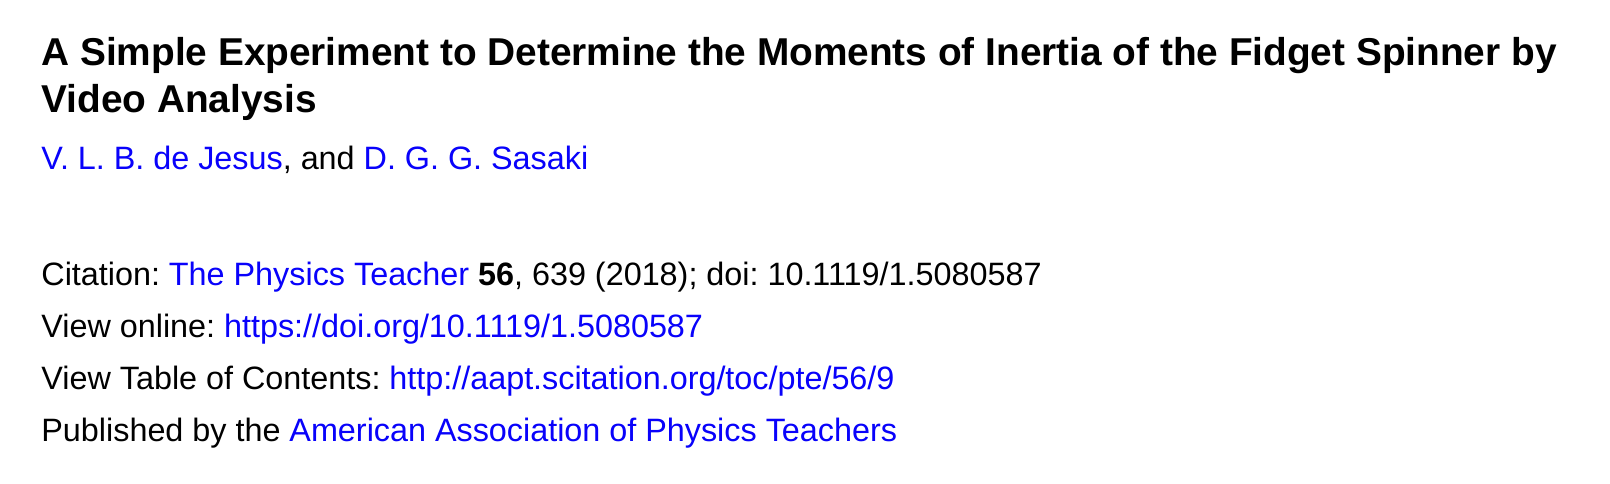 A Simple Experiment to Determine the Moments of Inertia of the Fidget Spinner by
Video Analysis
V. L. B. de Jesus, and D. G. G. Sasaki
Citation: The Physics Teacher 56, 639 (2018); doi: 10.1119/1.5080587
View online: https://doi.org/10.1119/1.5080587
View Table of Contents: http://aapt.scitation.org/toc/pte/56/9
Published by the American Association of Physics Teachers